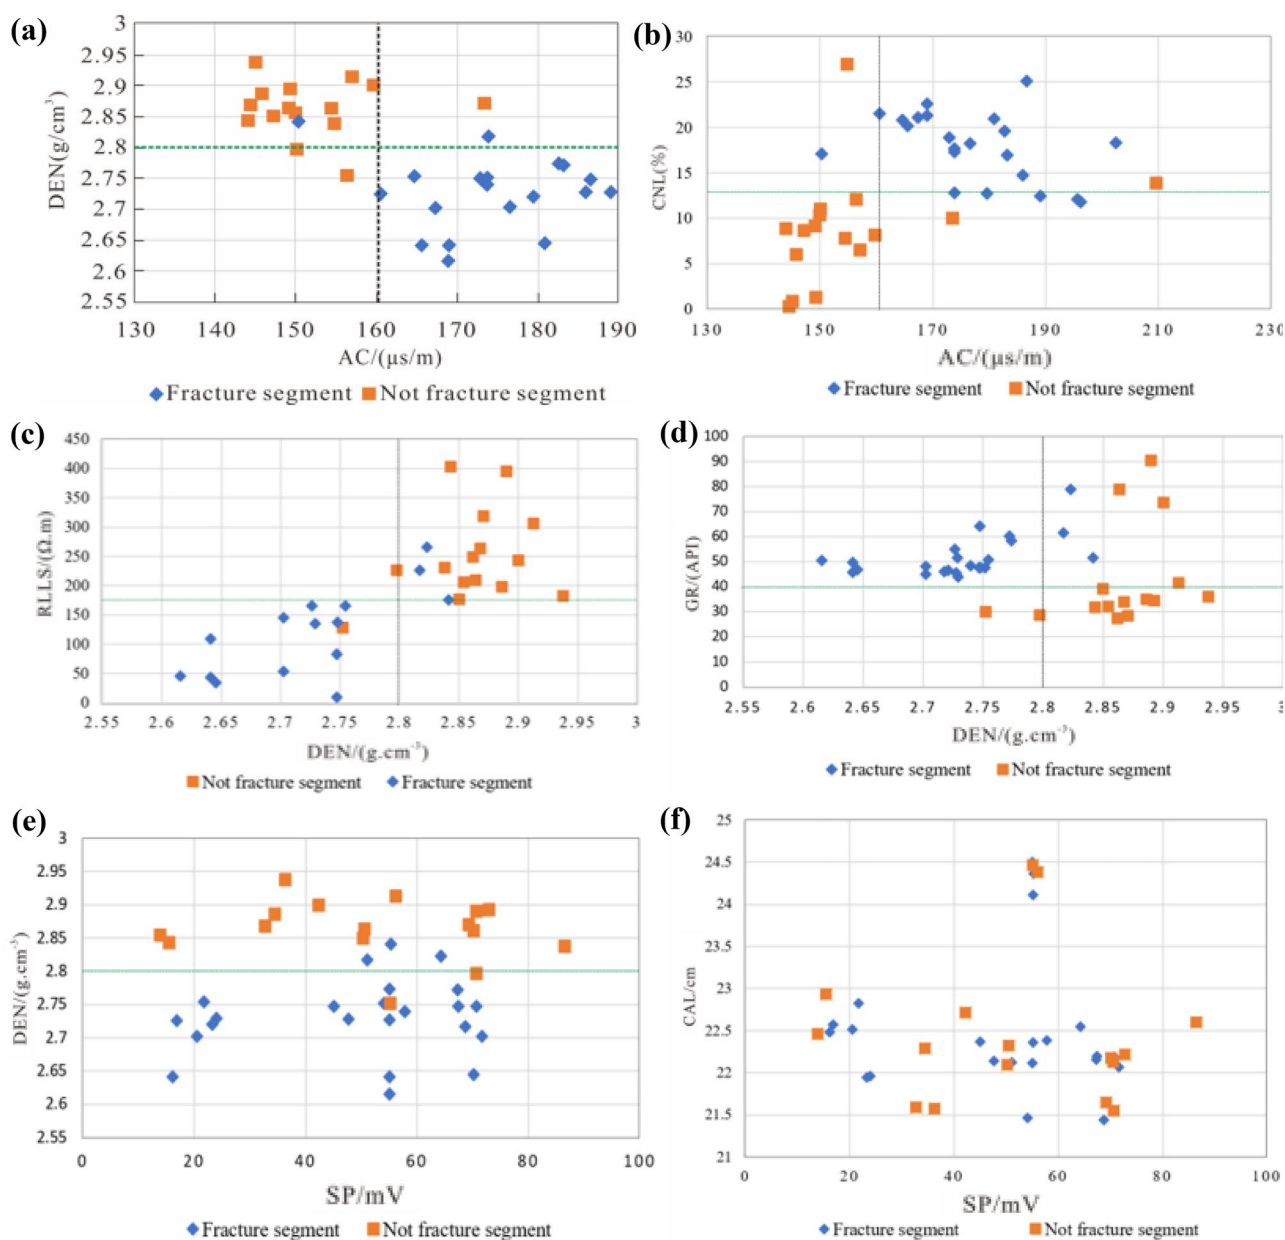 (a)
3
2.95
2.9
2.85
2.8
2.75
2.7
2.65
2.6
2.55
DEN(g/cm³)
130 140 150 160 170 180 190
AC/(μs/m)
Fracture segment Not fracture segment
(b)
30
25
20
15
10
5
0
CNL(%)
130 150 170 190 210 230
AC/(μs/m)
Fracture segment Not fracture segment
(c)
450
400
350
300
250
200
150
100
50
0
RLLS/(Ω.m)
2.55 2.6 2.65 2.7 2.75 2.8 2.85 2.9 2.95 3
DEN/(g.cm⁻³)
Not fracture segment Fracture segment
(d)
100
90
80
70
60
50
40
30
20
10
0
GR/(API)
2.55 2.6 2.65 2.7 2.75 2.8 2.85 2.9 2.95 3
DEN/(g.cm⁻³)
Fracture segment Not fracture segment
(e)
3
2.95
2.9
2.85
2.8
2.75
2.7
2.65
2.6
2.55
DEN/(g.cm⁻³)
0 20 40 60 80 100
SP/mV
Fracture segment Not fracture segment
(f)
25
24.5
24
23.5
23
22.5
22
21.5
21
CAL/cm
0 20 40 60 80 100
SP/mV
Fracture segment Not fracture segment